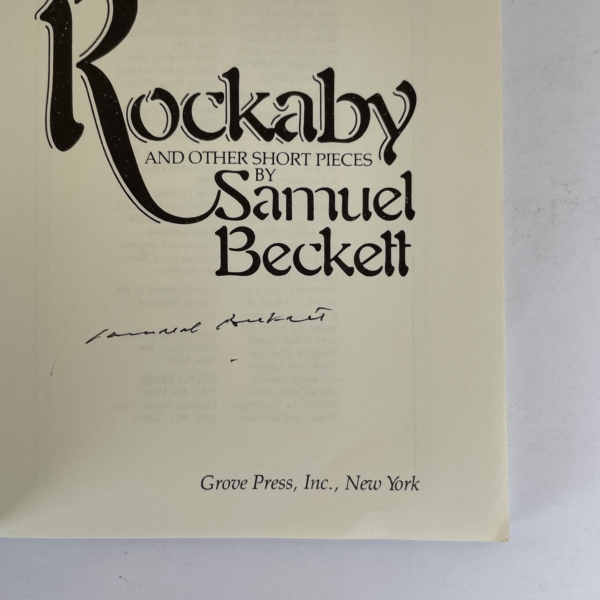 Rockaby
AND OTHER SHORT PIECES
BY
Samuel
Beckett
Samuel Beckett
Grove Press, Inc., New York